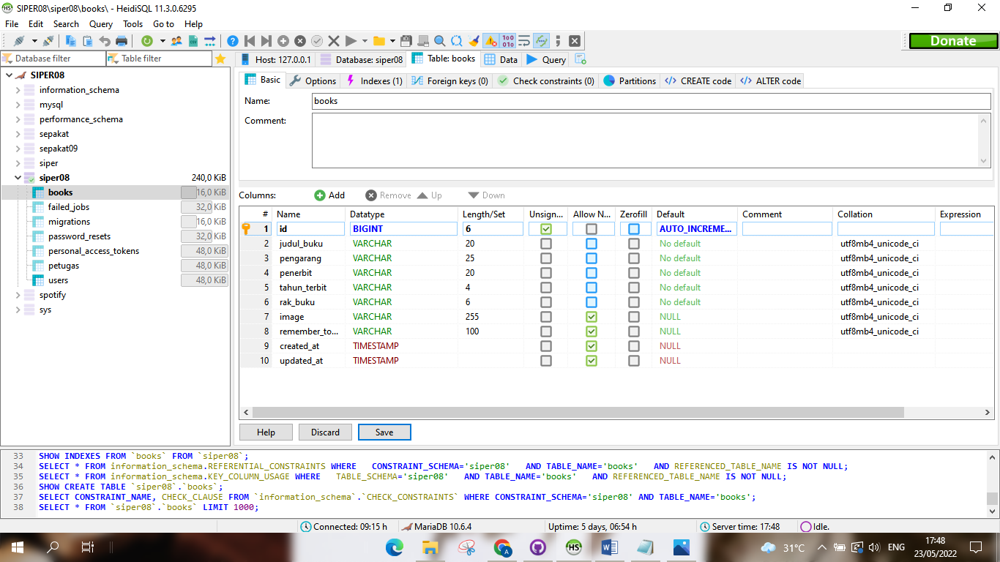 SIPER08\siper08\books\ - HeidiSQL 11.3.0.6295
File Edit Search Query Tools Go to Help
Donate
Database filter Table filter
Host: 127.0.0.1 Database: siper08 Table: books Data Query
SIPER08
information_schema
mysql
performance_schema
sepakat
sepakat09
siper
siper08 240,0 KiB
books 16,0 KiB
failed_jobs 32,0 KiB
migrations 16,0 KiB
password_resets 32,0 KiB
personal_access_tokens 48,0 KiB
petugas 48,0 KiB
users 48,0 KiB
spotify
sys
Basic Options Indexes (1) Foreign keys (0) Check constraints (0) Partitions CREATE code ALTER code
Name: books
Comment:
Columns: Add Remove Up Down
# Name Datatype Length/Set Unsign... Allow N... Zerofill Default Comment Collation Expression
1 id BIGINT 6 AUTO_INCREME...
2 judul_buku VARCHAR 20 No default utf8mb4_unicode_ci
3 pengarang VARCHAR 25 No default utf8mb4_unicode_ci
4 penerbit VARCHAR 20 No default utf8mb4_unicode_ci
5 tahun_terbit VARCHAR 4 No default utf8mb4_unicode_ci
6 rak_buku VARCHAR 6 No default utf8mb4_unicode_ci
7 image VARCHAR 255 NULL utf8mb4_unicode_ci
8 remember_to... VARCHAR 100 NULL utf8mb4_unicode_ci
9 created_at TIMESTAMP NULL
10 updated_at TIMESTAMP NULL
Help Discard Save
33 SHOW INDEXES FROM `books` FROM `siper08`;
34 SELECT * FROM information_schema.REFERENTIAL_CONSTRAINTS WHERE CONSTRAINT_SCHEMA='siper08' AND TABLE_NAME='books' AND REFERENCED_TABLE_NAME IS NOT NULL;
35 SELECT * FROM information_schema.KEY_COLUMN_USAGE WHERE TABLE_SCHEMA='siper08' AND TABLE_NAME='books' AND REFERENCED_TABLE_NAME IS NOT NULL;
36 SHOW CREATE TABLE `siper08`.`books`;
37 SELECT CONSTRAINT_NAME, CHECK_CLAUSE FROM `information_schema`.`CHECK_CONSTRAINTS` WHERE CONSTRAINT_SCHEMA='siper08' AND TABLE_NAME='books';
38 SELECT * FROM `siper08`.`books` LIMIT 1000;
Connected: 09:15 h MariaDB 10.6.4 Uptime: 5 days, 06:54 h Server time: 17:48 Idle.
31°C ENG 17:48
23/05/2022